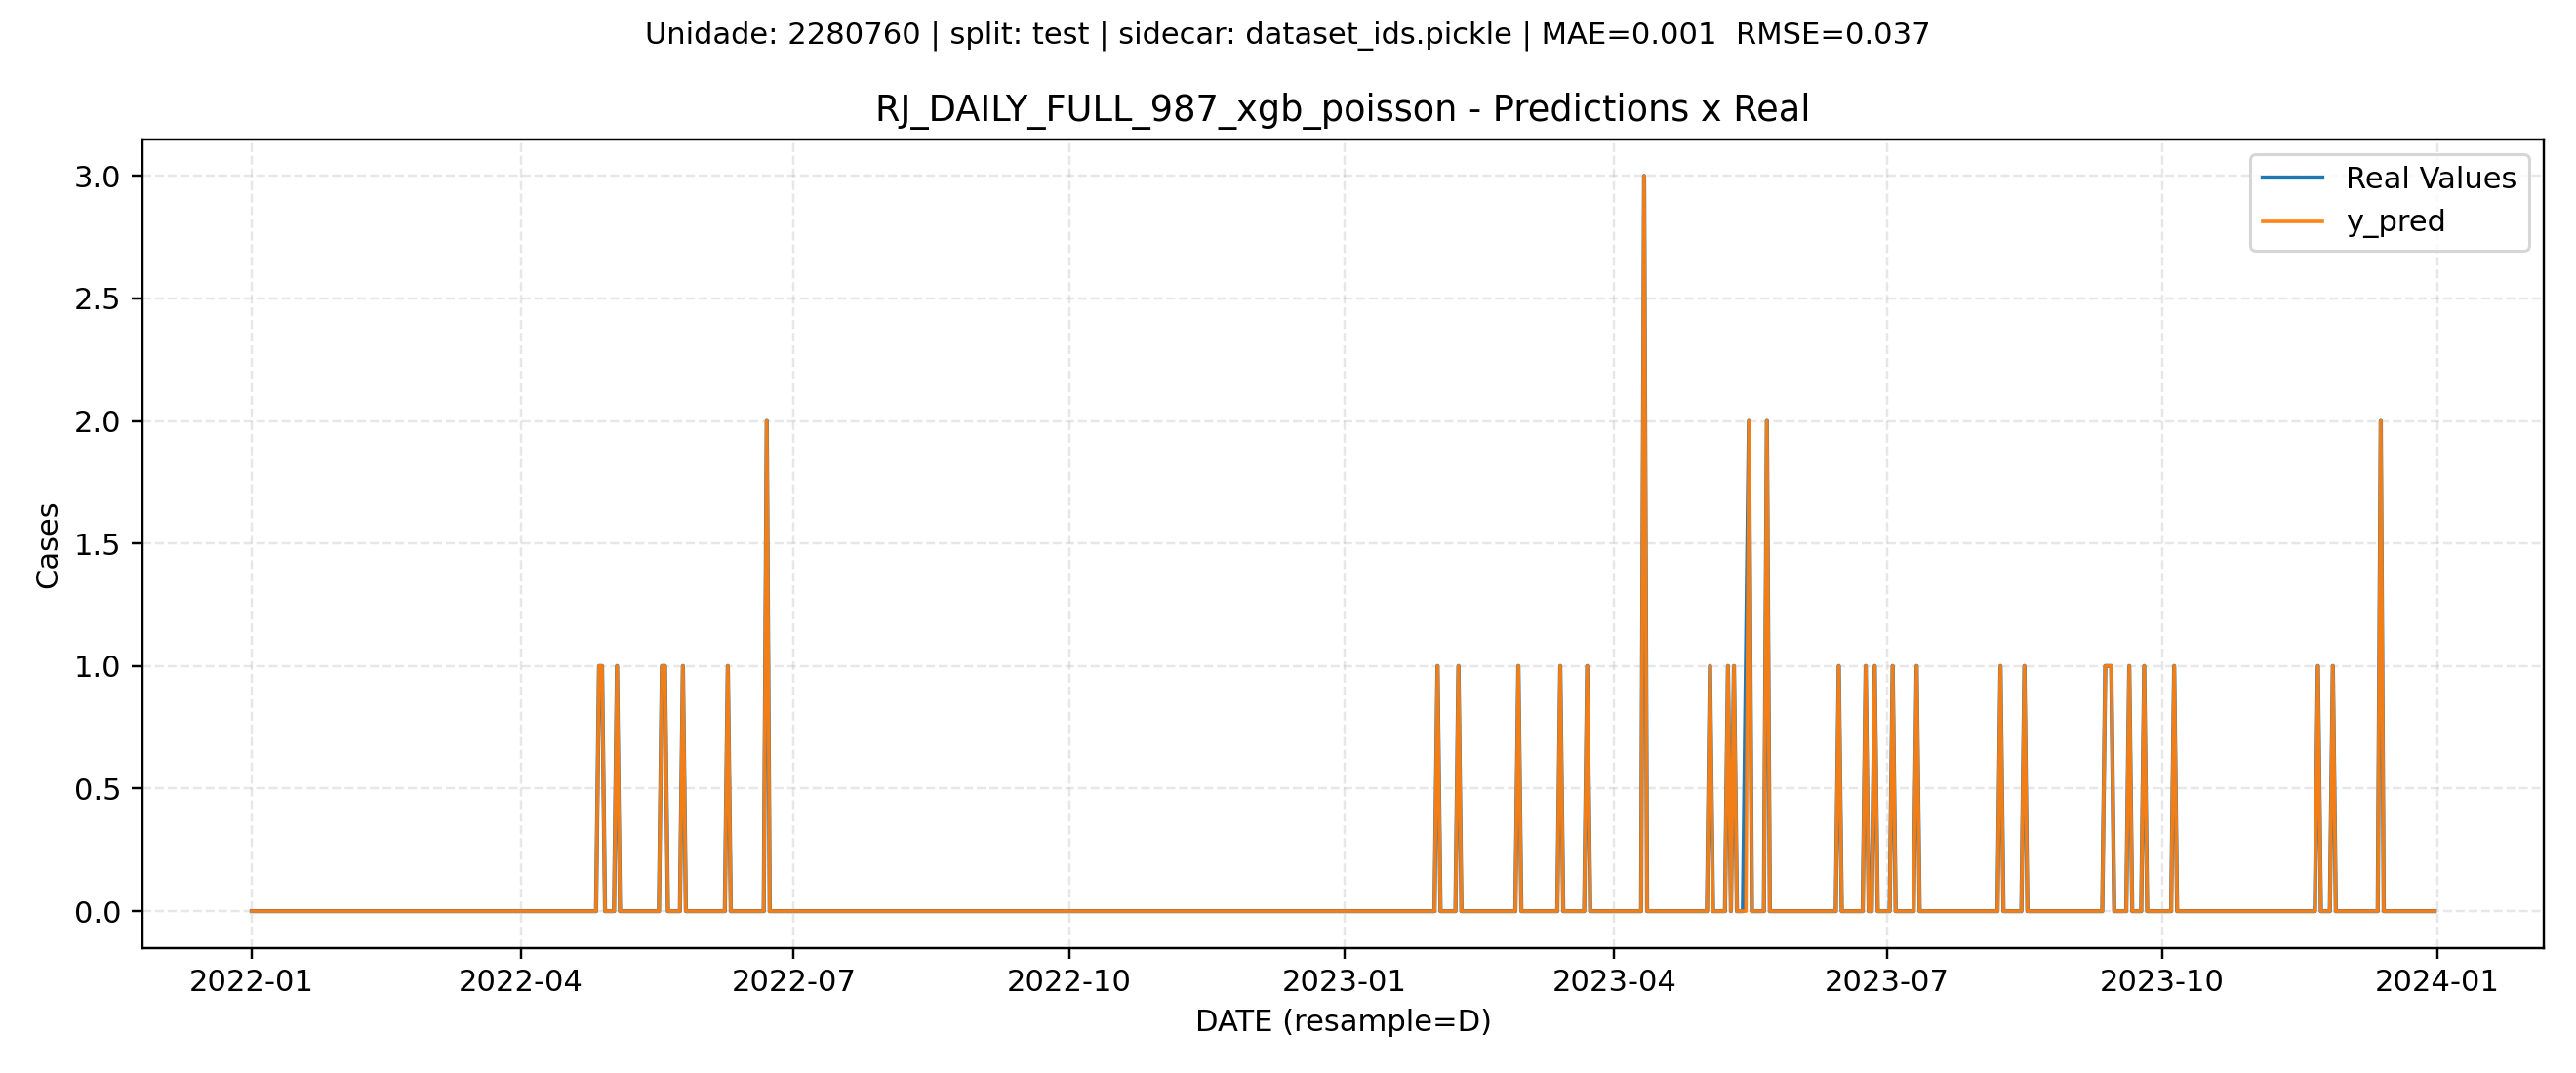 Unidade: 2280760 | split: test | sidecar: dataset_ids.pickle | MAE=0.001  RMSE=0.037
RJ_DAILY_FULL_987_xgb_poisson - Predictions x Real
Real Values
y_pred
Cases
3.0
2.5
2.0
1.5
1.0
0.5
0.0
2022-01 2022-04 2022-07 2022-10 2023-01 2023-04 2023-07 2023-10 2024-01
DATE (resample=D)